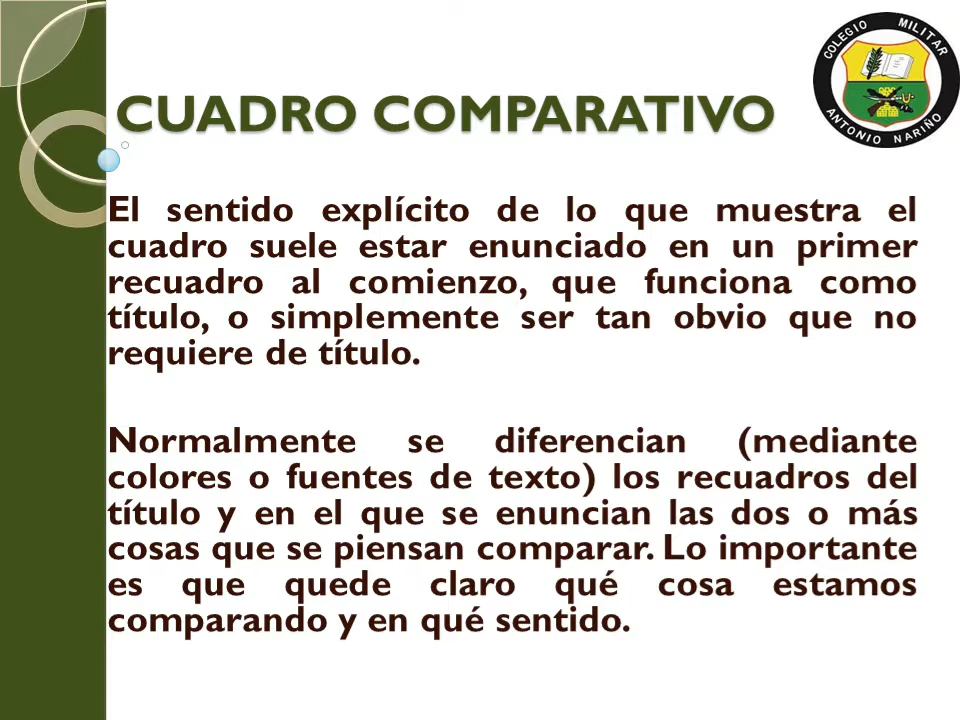 COLEGIO MILITAR
ANTONIO NARIÑO
CUADRO COMPARATIVO
El sentido explícito de lo que muestra el
cuadro suele estar enunciado en un primer
recuadro al comienzo, que funciona como
título, o simplemente ser tan obvio que no
requiere de título.
Normalmente se diferencian (mediante
colores o fuentes de texto) los recuadros del
título y en el que se enuncian las dos o más
cosas que se piensan comparar. Lo importante
es que quede claro qué cosa estamos
comparando y en qué sentido.